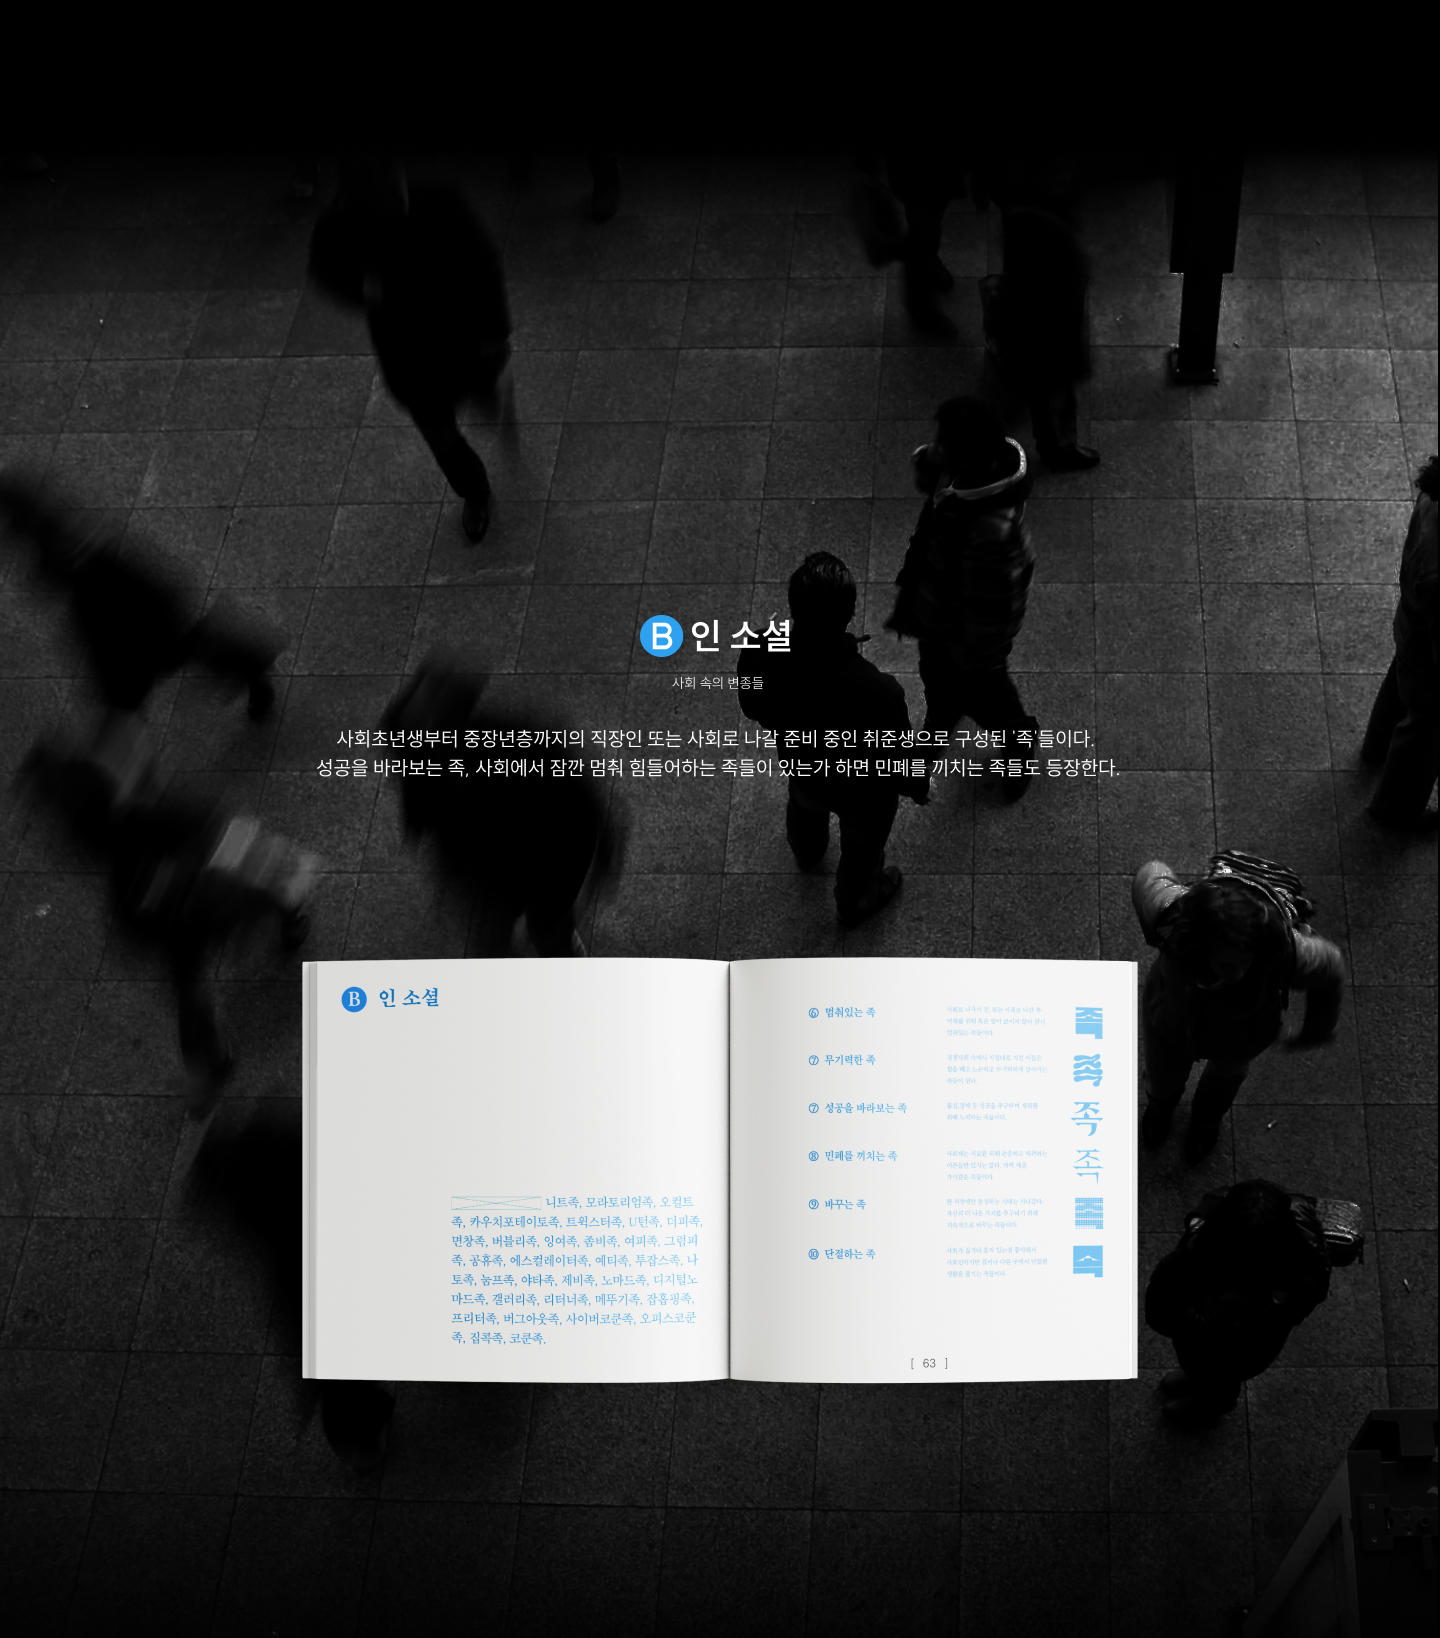 B 인 소셜
사회 속의 변종들
사회초년생부터 중장년층까지의 직장인 또는 사회로 나갈 준비 중인 취준생으로 구성된 '족'들이다.
성공을 바라보는 족, 사회에서 잠깐 멈춰 힘들어하는 족들이 있는가 하면 민폐를 끼치는 족들도 등장한다.
B 인 소셜
니트족, 모라토리엄족, 오컬트
족, 카우치포테이토족, 트윅스터족, U턴족, 더피족,
면창족, 버블리족, 잉여족, 좀비족, 여피족, 그럼피
족, 공휴족, 에스컬레이터족, 예티족, 투잡스족, 나
토족, 눔프족, 야타족, 제비족, 노마드족, 디지털노
마드족, 갤러리족, 리터너족, 메뚜기족, 잡홉핑족,
프리터족, 버그아웃족, 사이버코쿤족, 오피스코쿤
족, 집콕족, 코쿤족.
⑥ 멈춰있는 족
족
⑦ 무기력한 족
족
⑦ 성공을 바라보는 족
족
⑧ 민폐를 끼치는 족
족
⑨ 바꾸는 족
족
⑩ 단절하는 족
족
[ 63 ]